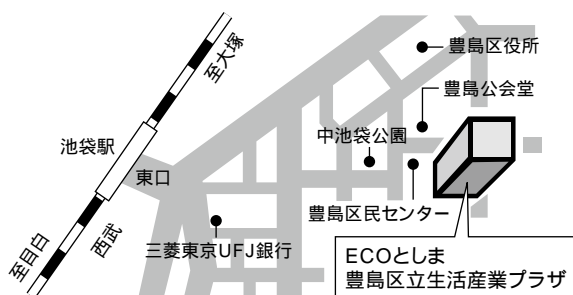 豊島区役所
至大塚
豊島公会堂
池袋駅
中池袋公園
東口
豊島区民センター
西武
三菱東京UFJ銀行
至目白
ECOとしま
豊島区立生活産業プラザ